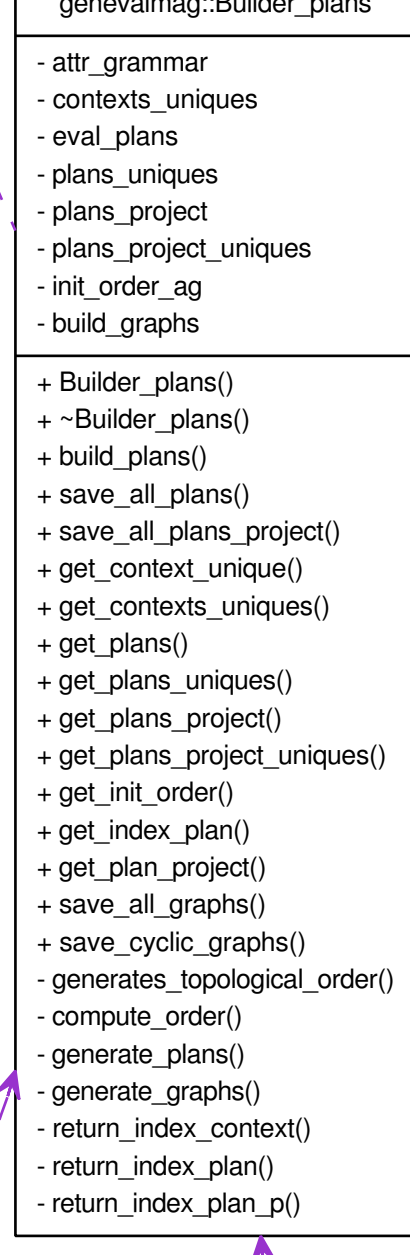 genevalmag::Builder_plans
- attr_grammar
- contexts_uniques
- eval_plans
- plans_uniques
- plans_project
- plans_project_uniques
- init_order_ag
- build_graphs
+ Builder_plans()
+ ~Builder_plans()
+ build_plans()
+ save_all_plans()
+ save_all_plans_project()
+ get_context_unique()
+ get_contexts_uniques()
+ get_plans()
+ get_plans_uniques()
+ get_plans_project()
+ get_plans_project_uniques()
+ get_init_order()
+ get_index_plan()
+ get_plan_project()
+ save_all_graphs()
+ save_cyclic_graphs()
- generates_topological_order()
- compute_order()
- generate_plans()
- generate_graphs()
- return_index_context()
- return_index_plan()
- return_index_plan_p()